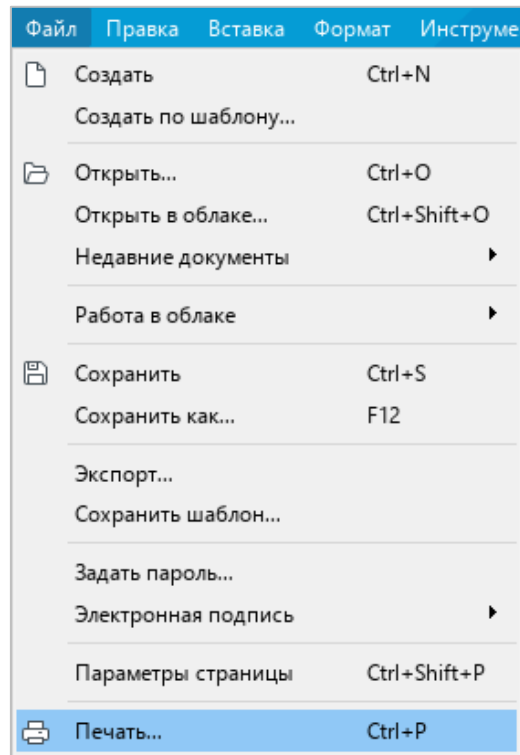 Файл Правка Вставка Формат Инструме
Создать Ctrl+N
Создать по шаблону...
Открыть... Ctrl+O
Открыть в облаке... Ctrl+Shift+O
Недавние документы
Работа в облаке
Сохранить Ctrl+S
Сохранить как... F12
Экспорт...
Сохранить шаблон...
Задать пароль...
Электронная подпись
Параметры страницы Ctrl+Shift+P
Печать... Ctrl+P